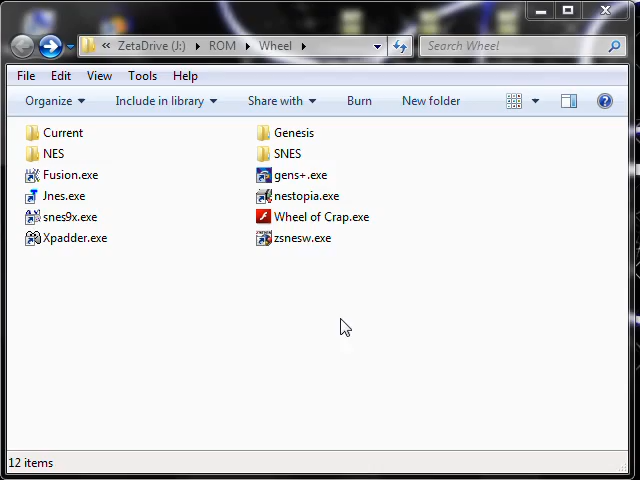 ZetaDrive (J:) ROM Wheel Search Wheel
File Edit View Tools Help
Organize Include in library Share with Burn New folder
Current Genesis
NES SNES
Fusion.exe gens+.exe
Jnes.exe nestopia.exe
snes9x.exe Wheel of Crap.exe
Xpadder.exe zsnesw.exe
12 items